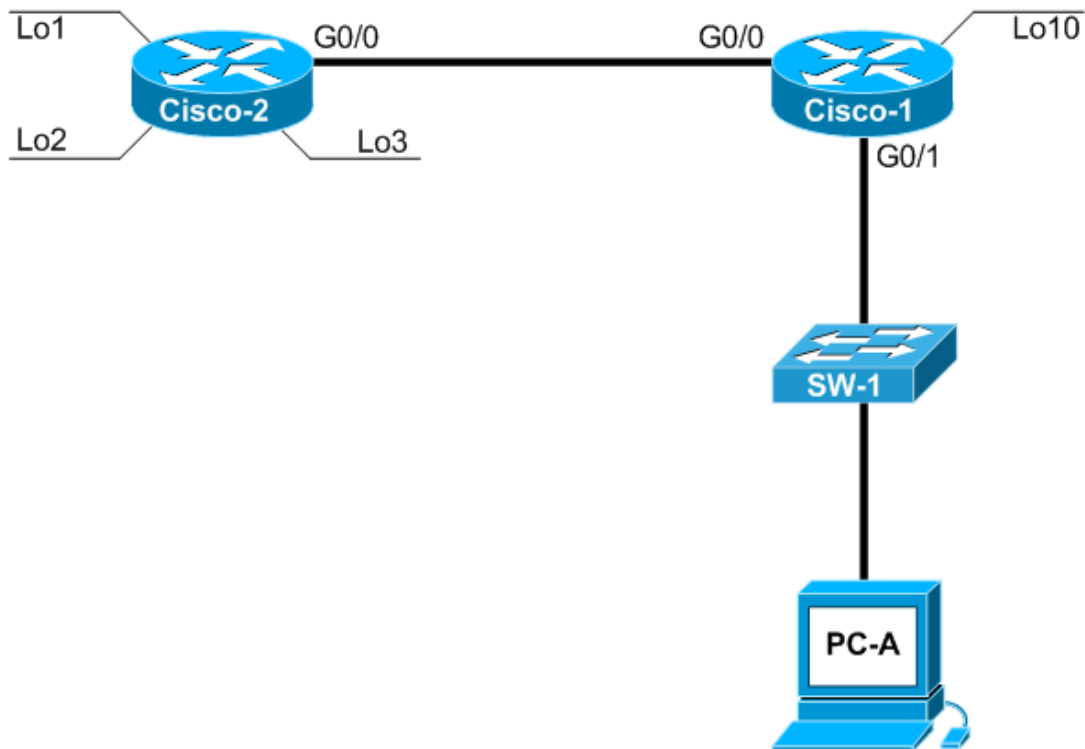 Lo1
G0/0
G0/0
Lo10
Cisco-2
Cisco-1
Lo2
Lo3
G0/1
SW-1
PC-A